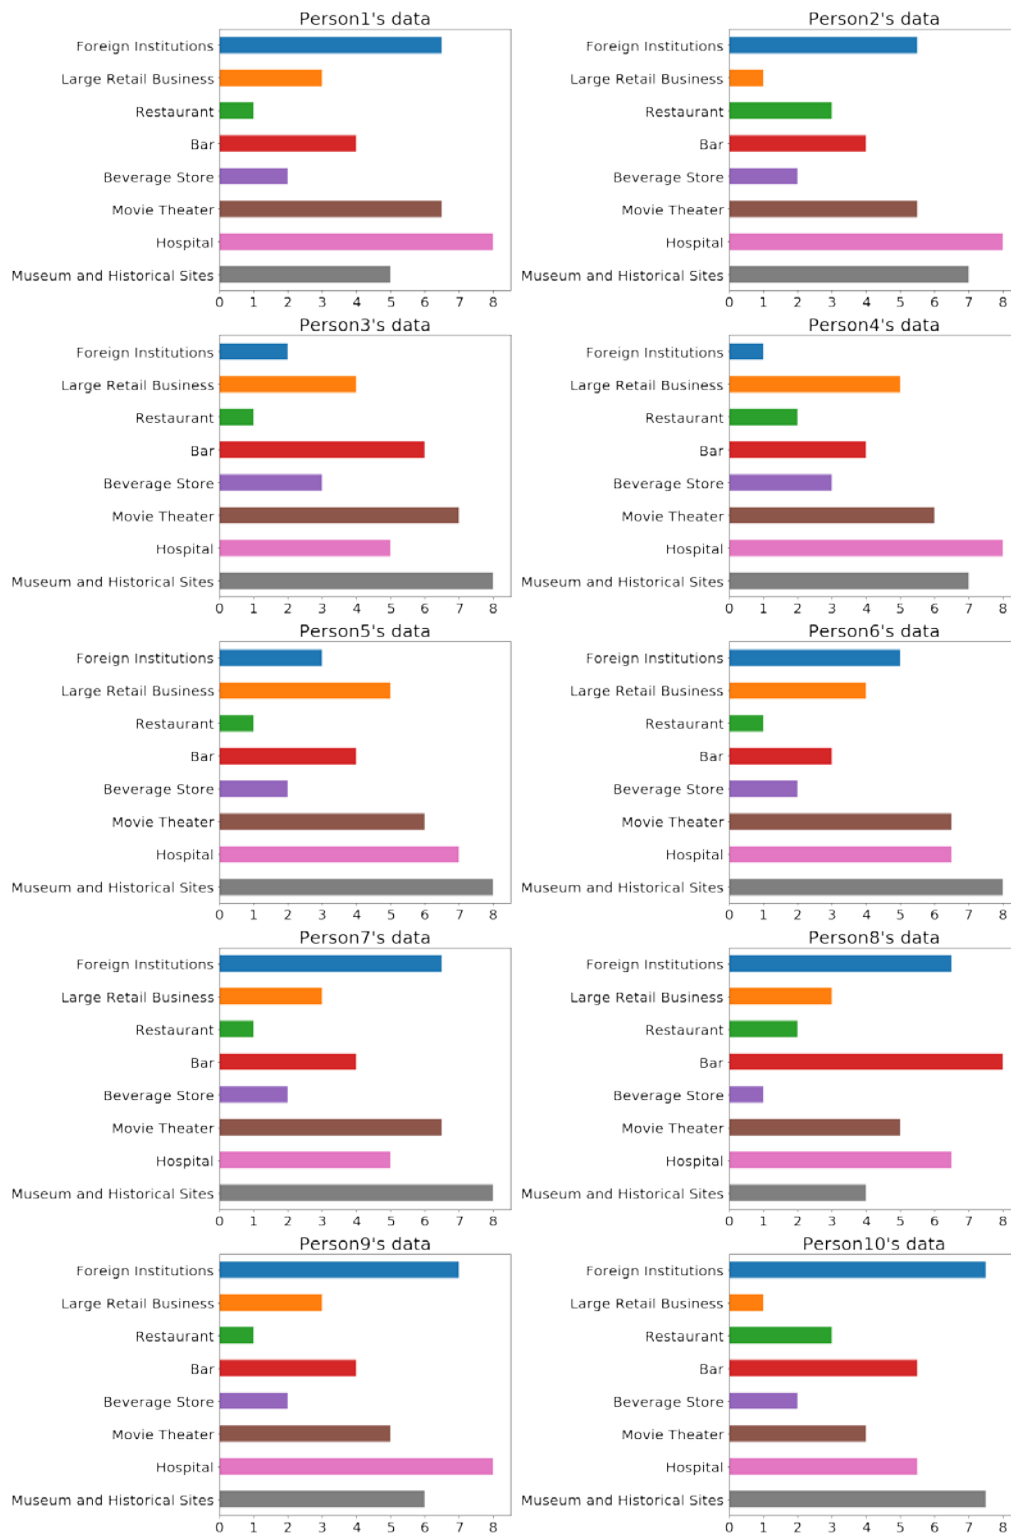 Person1's data
Foreign Institutions
Large Retail Business
Restaurant
Bar
Beverage Store
Movie Theater
Hospital
Museum and Historical Sites
0 1 2 3 4 5 6 7 8
Person2's data
Foreign Institutions
Large Retail Business
Restaurant
Bar
Beverage Store
Movie Theater
Hospital
Museum and Historical Sites
0 1 2 3 4 5 6 7 8
Person3's data
Foreign Institutions
Large Retail Business
Restaurant
Bar
Beverage Store
Movie Theater
Hospital
Museum and Historical Sites
0 1 2 3 4 5 6 7 8
Person4's data
Foreign Institutions
Large Retail Business
Restaurant
Bar
Beverage Store
Movie Theater
Hospital
Museum and Historical Sites
0 1 2 3 4 5 6 7 8
Person5's data
Foreign Institutions
Large Retail Business
Restaurant
Bar
Beverage Store
Movie Theater
Hospital
Museum and Historical Sites
0 1 2 3 4 5 6 7 8
Person6's data
Foreign Institutions
Large Retail Business
Restaurant
Bar
Beverage Store
Movie Theater
Hospital
Museum and Historical Sites
0 1 2 3 4 5 6 7 8
Person7's data
Foreign Institutions
Large Retail Business
Restaurant
Bar
Beverage Store
Movie Theater
Hospital
Museum and Historical Sites
0 1 2 3 4 5 6 7 8
Person8's data
Foreign Institutions
Large Retail Business
Restaurant
Bar
Beverage Store
Movie Theater
Hospital
Museum and Historical Sites
0 1 2 3 4 5 6 7 8
Person9's data
Foreign Institutions
Large Retail Business
Restaurant
Bar
Beverage Store
Movie Theater
Hospital
Museum and Historical Sites
0 1 2 3 4 5 6 7 8
Person10's data
Foreign Institutions
Large Retail Business
Restaurant
Bar
Beverage Store
Movie Theater
Hospital
Museum and Historical Sites
0 1 2 3 4 5 6 7 8